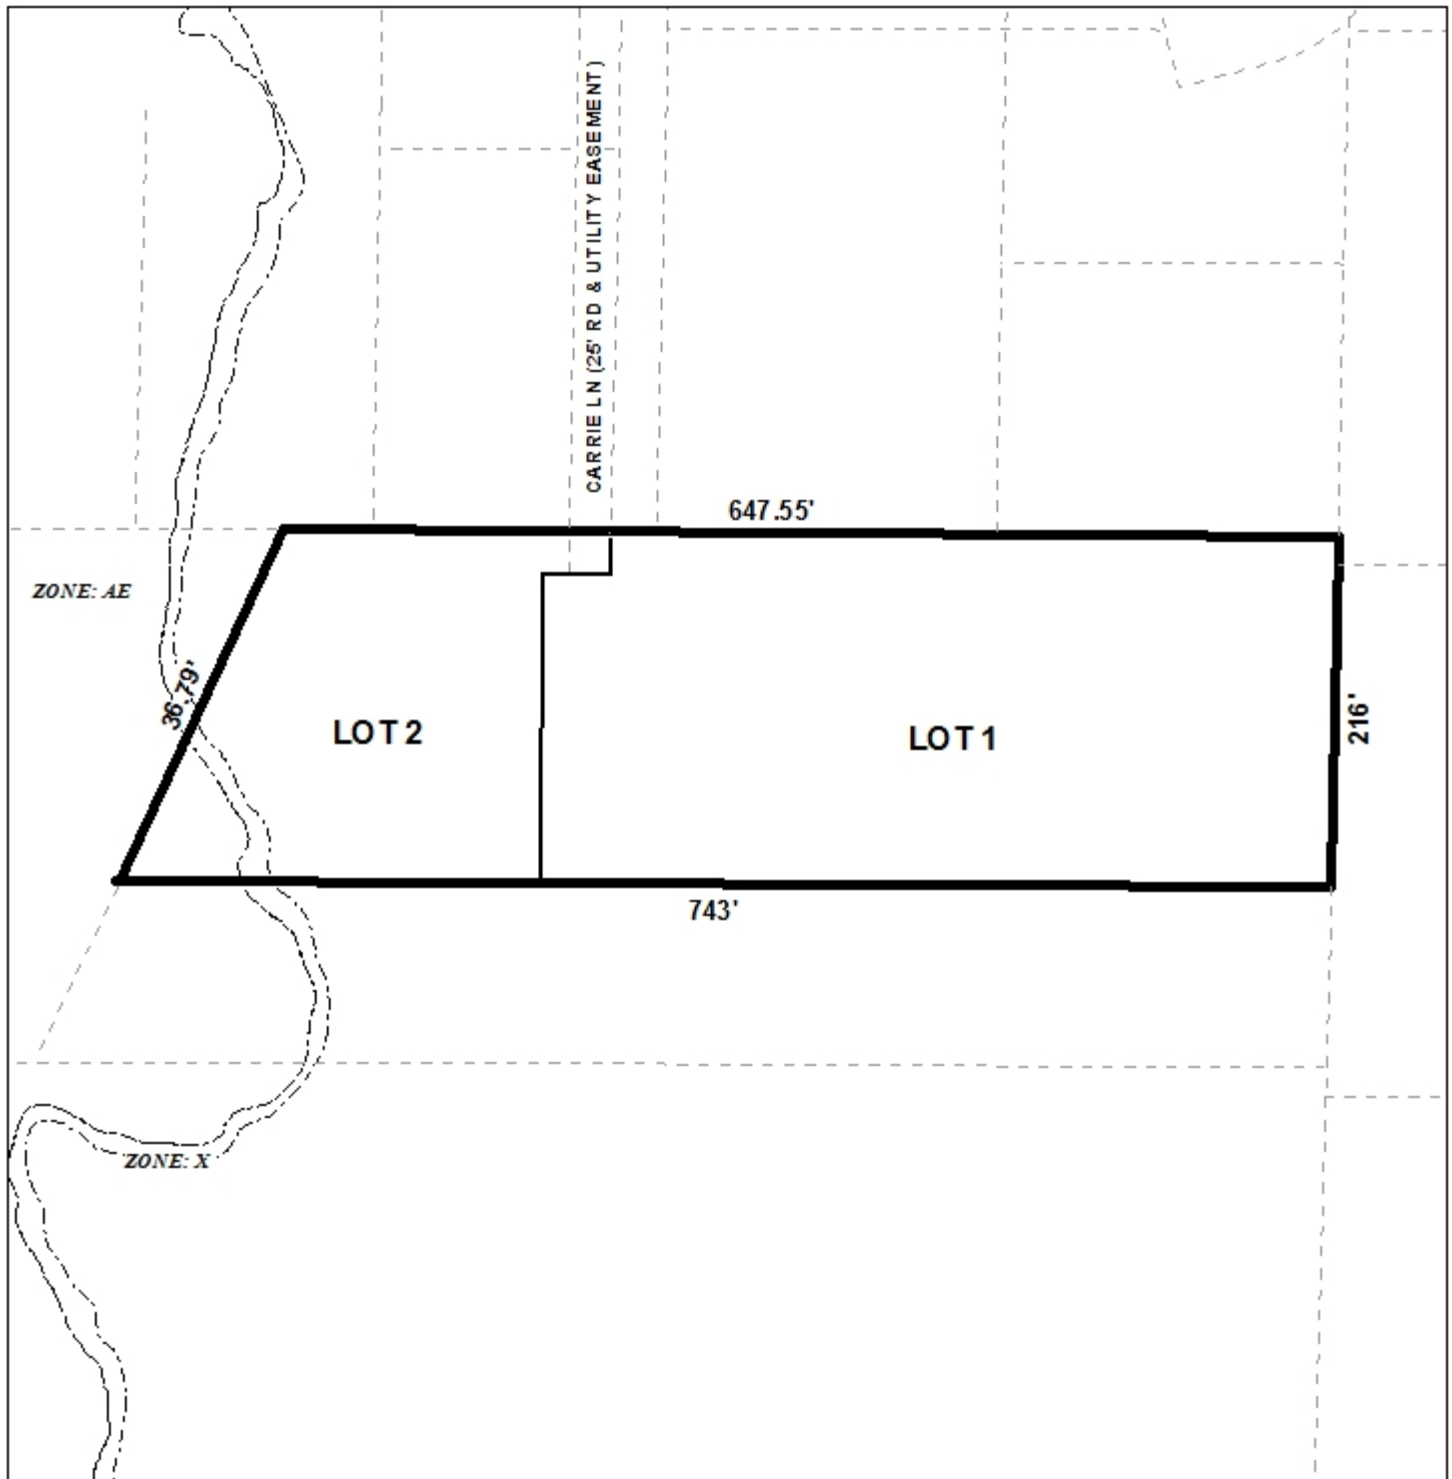 CARRIE LN (25' RD & UTILITY EASEMENT)
647.55'
ZONE: AE
36.79'
LOT 2
LOT 1
216'
743'
ZONE: X